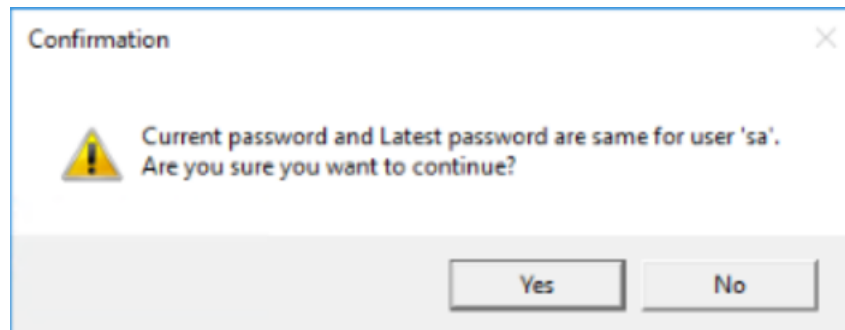 Confirmation
Current password and Latest password are same for user 'sa'.
Are you sure you want to continue?
Yes
No